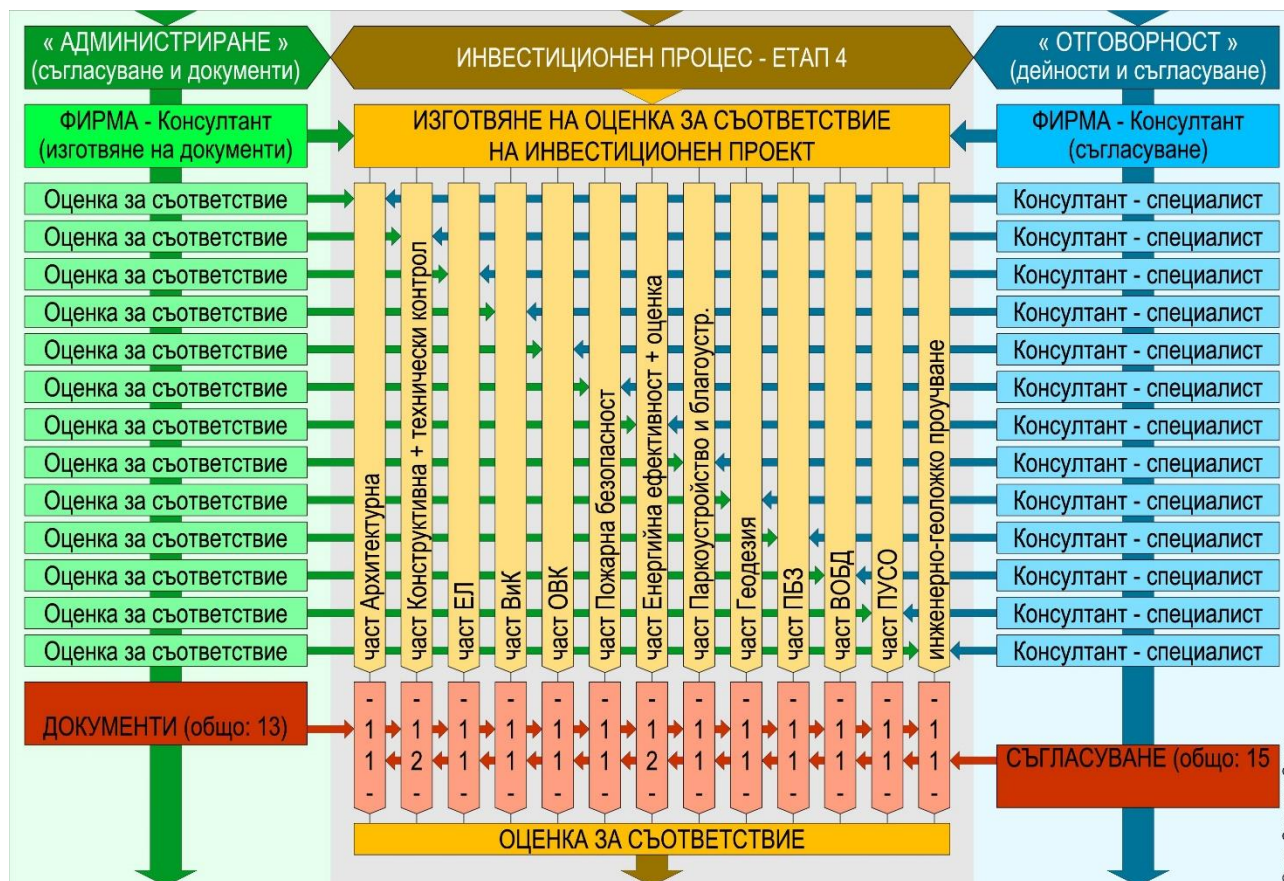 « АДМИНИСТРИРАНЕ »
(съгласуване и документи)
ИНВЕСТИЦИОНЕН ПРОЦЕС - ЕТАП 4
« ОТГОВОРНОСТ »
(дейности и съгласуване)
ФИРМА - Консултант
(изготвяне на документи)
ИЗГОТВЯНЕ НА ОЦЕНКА ЗА СЪОТВЕТСТВИЕ
НА ИНВЕСТИЦИОНЕН ПРОЕКТ
ФИРМА - Консултант
(съгласуване)
Оценка за съответствие
Оценка за съответствие
Оценка за съответствие
Оценка за съответствие
Оценка за съответствие
Оценка за съответствие
Оценка за съответствие
Оценка за съответствие
Оценка за съответствие
Оценка за съответствие
Оценка за съответствие
Оценка за съответствие
Оценка за съответствие
част Архитектурна
част Конструктивна + технически контрол
част ЕЛ
част ВиК
част ОВК
част Пожарна безопасност
част Енергийна ефективност + оценка
част Паркоустройство и благоустр.
част Геодезия
част ПБЗ
част ВОБД
част ПУСО
инженерно-геоложко проучване
Консултант - специалист
Консултант - специалист
Консултант - специалист
Консултант - специалист
Консултант - специалист
Консултант - специалист
Консултант - специалист
Консултант - специалист
Консултант - специалист
Консултант - специалист
Консултант - специалист
Консултант - специалист
Консултант - специалист
ДОКУМЕНТИ (общо: 13)
- - - - - - - - - - - - -
1 1 1 1 1 1 1 1 1 1 1 1 1
1 2 1 1 1 1 2 1 1 1 1 1 1
- - - - - - - - - - - - -
СЪГЛАСУВАНЕ (общо: 15
ОЦЕНКА ЗА СЪОТВЕТСТВИЕ